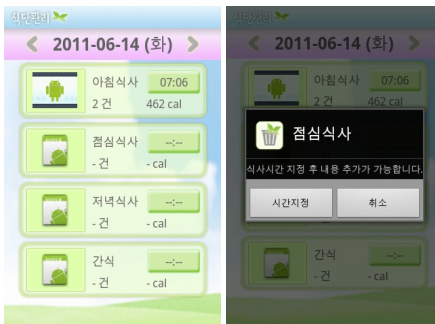 식단관리
2011-06-14 (화)
아침식사 07:06
2 건 462 cal
점심식사 --:--
- 건 - cal
저녁식사 --:--
- 건 - cal
간식 --:--
- 건 - cal
식단관리
2011-06-14 (화)
아침식사 07:06
2 건 462 cal
점심식사
식사시간 지정 후 내용 추가가 가능합니다.
시간지정 취소
간식 --:--
- 건 - cal